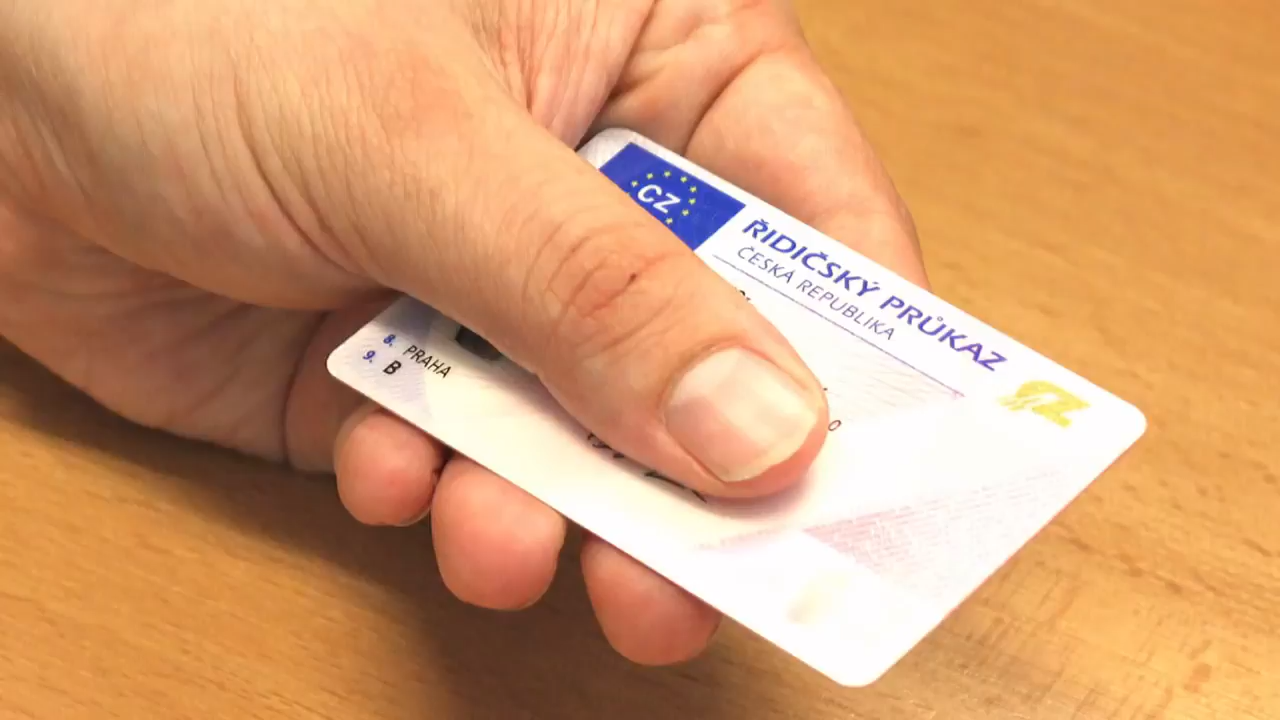 CZ
ŘIDIČSKÝ PRŮKAZ
ČESKÁ REPUBLIKA
8. PRAHA
9. B